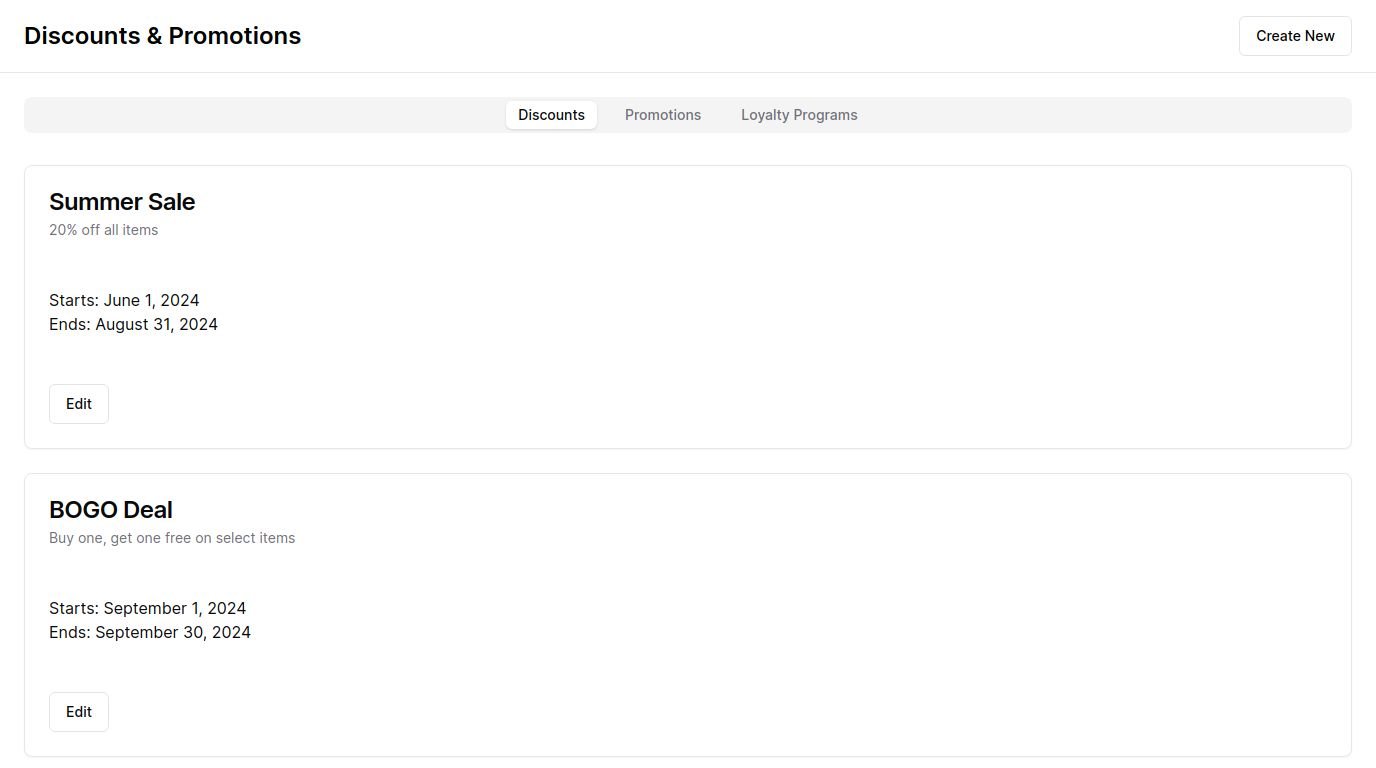 Discounts & Promotions
Create New
Discounts
Promotions
Loyalty Programs
Summer Sale
20% off all items
Starts: June 1, 2024
Ends: August 31, 2024
Edit
BOGO Deal
Buy one, get one free on select items
Starts: September 1, 2024
Ends: September 30, 2024
Edit